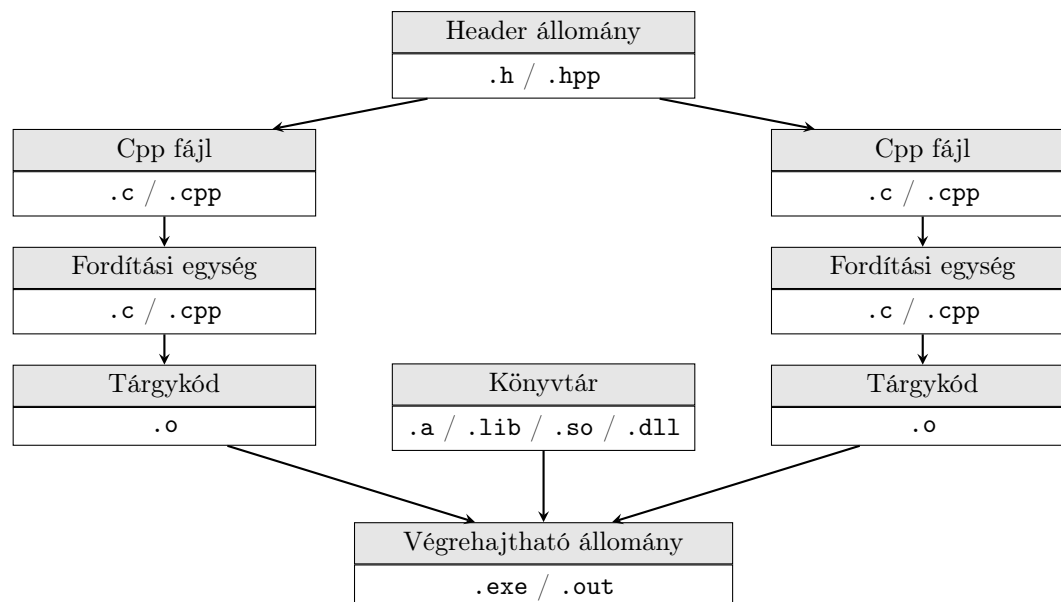 Header állomány
.h / .hpp
Cpp fájl
.c / .cpp
Cpp fájl
.c / .cpp
Fordítási egység
.c / .cpp
Fordítási egység
.c / .cpp
Tárgykód
.o
Könyvtár
.a / .lib / .so / .dll
Tárgykód
.o
Végrehajtható állomány
.exe / .out